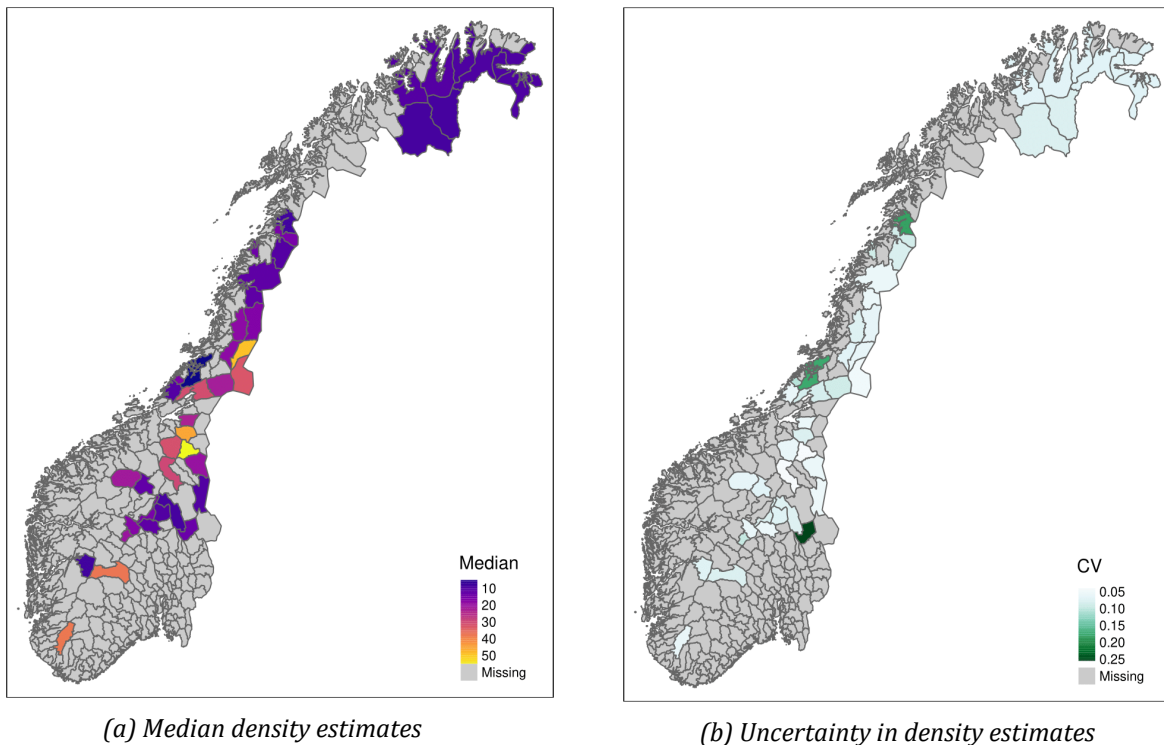 Median
10
20
30
40
50
Missing
CV
0.05
0.10
0.15
0.20
0.25
Missing
(a) Median density estimates
(b) Uncertainty in density estimates